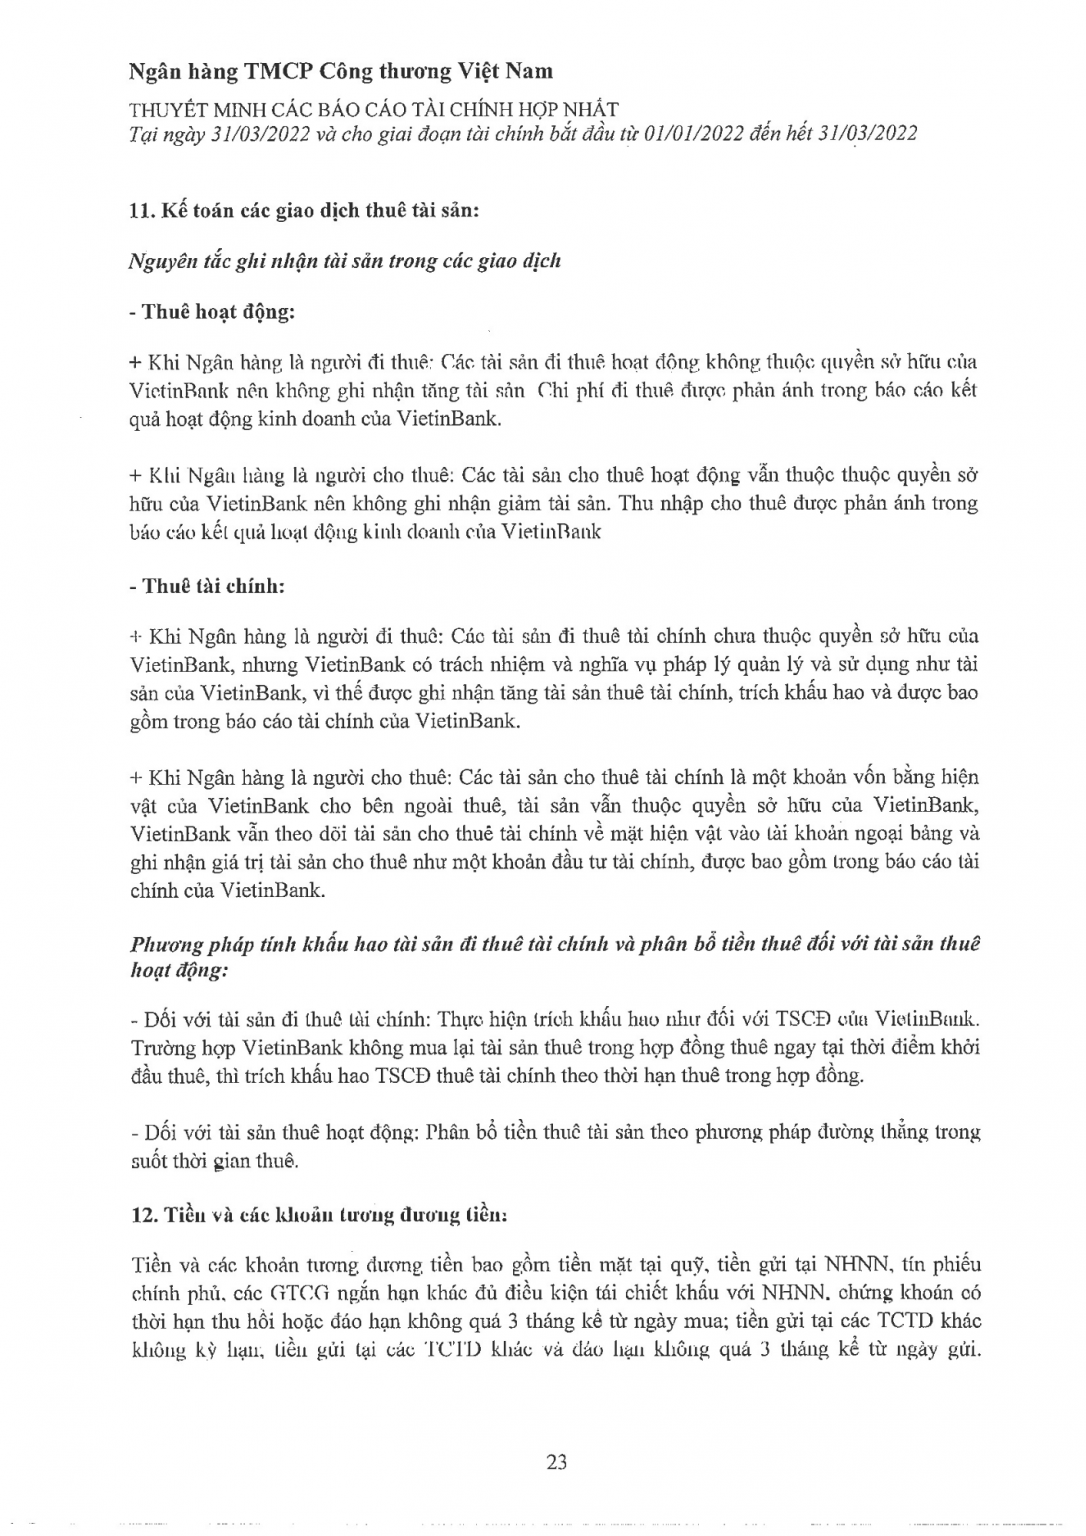 Ngân hàng TMCP Công thương Việt Nam
THUYẾT MINH CÁC BÁO CÁO TÀI CHÍNH HỢP NHẤT
Tại ngày 31/03/2022 và cho giai đoạn tài chính bắt đầu từ 01/01/2022 đến hết 31/03/2022
11. Kế toán các giao dịch thuê tài sản:
Nguyên tắc ghi nhận tài sản trong các giao dịch
- Thuê hoạt động:
+ Khi Ngân hàng là người đi thuê: Các tài sản đi thuê hoạt động không thuộc quyền sở hữu của
VietinBank nên không ghi nhận tăng tài sản Chi phí đi thuê được phản ánh trong báo cáo kết
quả hoạt động kinh doanh của VietinBank.
+ Khi Ngân hàng là người cho thuê: Các tài sản cho thuê hoạt động vẫn thuộc thuộc quyền sở
hữu của VietinBank nên không ghi nhận giảm tài sản. Thu nhập cho thuê được phản ánh trong
báo cáo kết quả hoạt động kinh doanh của VietinBank
- Thuê tài chính:
+ Khi Ngân hàng là người đi thuê: Các tài sản đi thuê tài chính chưa thuộc quyền sở hữu của
VietinBank, nhưng VietinBank có trách nhiệm và nghĩa vụ pháp lý quản lý và sử dụng như tài
sản của VietinBank, vì thế được ghi nhận tăng tài sản thuê tài chính, trích khấu hao và được bao
gồm trong báo cáo tài chính của VietinBank.
+ Khi Ngân hàng là người cho thuê: Các tài sản cho thuê tài chính là một khoản vốn bằng hiện
vật của VietinBank cho bên ngoài thuê, tài sản vẫn thuộc quyền sở hữu của VietinBank,
VietinBank vẫn theo dõi tài sản cho thuê tài chính về mặt hiện vật vào tài khoản ngoại bảng và
ghi nhận giá trị tài sản cho thuê như một khoản đầu tư tài chính, được bao gồm trong báo cáo tài
chính của VietinBank.
Phương pháp tính khấu hao tài sản đi thuê tài chính và phân bổ tiền thuê đối với tài sản thuê
hoạt động:
- Đối với tài sản đi thuê tài chính: Thực hiện trích khấu hao như đối với TSCĐ của VietinBank.
Trường hợp VietinBank không mua lại tài sản thuê trong hợp đồng thuê ngay tại thời điểm khởi
đầu thuê, thì trích khấu hao TSCĐ thuê tài chính theo thời hạn thuê trong hợp đồng.
- Đối với tài sản thuê hoạt động: Phân bổ tiền thuê tài sản theo phương pháp đường thẳng trong
suốt thời gian thuê.
12. Tiền và các khoản tương đương tiền:
Tiền và các khoản tương đương tiền bao gồm tiền mặt tại quỹ, tiền gửi tại NHNN, tín phiếu
chính phủ, các GTCG ngắn hạn khác đủ điều kiện tái chiết khấu với NHNN, chứng khoán có
thời hạn thu hồi hoặc đáo hạn không quá 3 tháng kể từ ngày mua; tiền gửi tại các TCTD khác
không kỳ hạn, tiền gửi tại các TCTD khác và đáo hạn không quá 3 tháng kể từ ngày gửi.
23